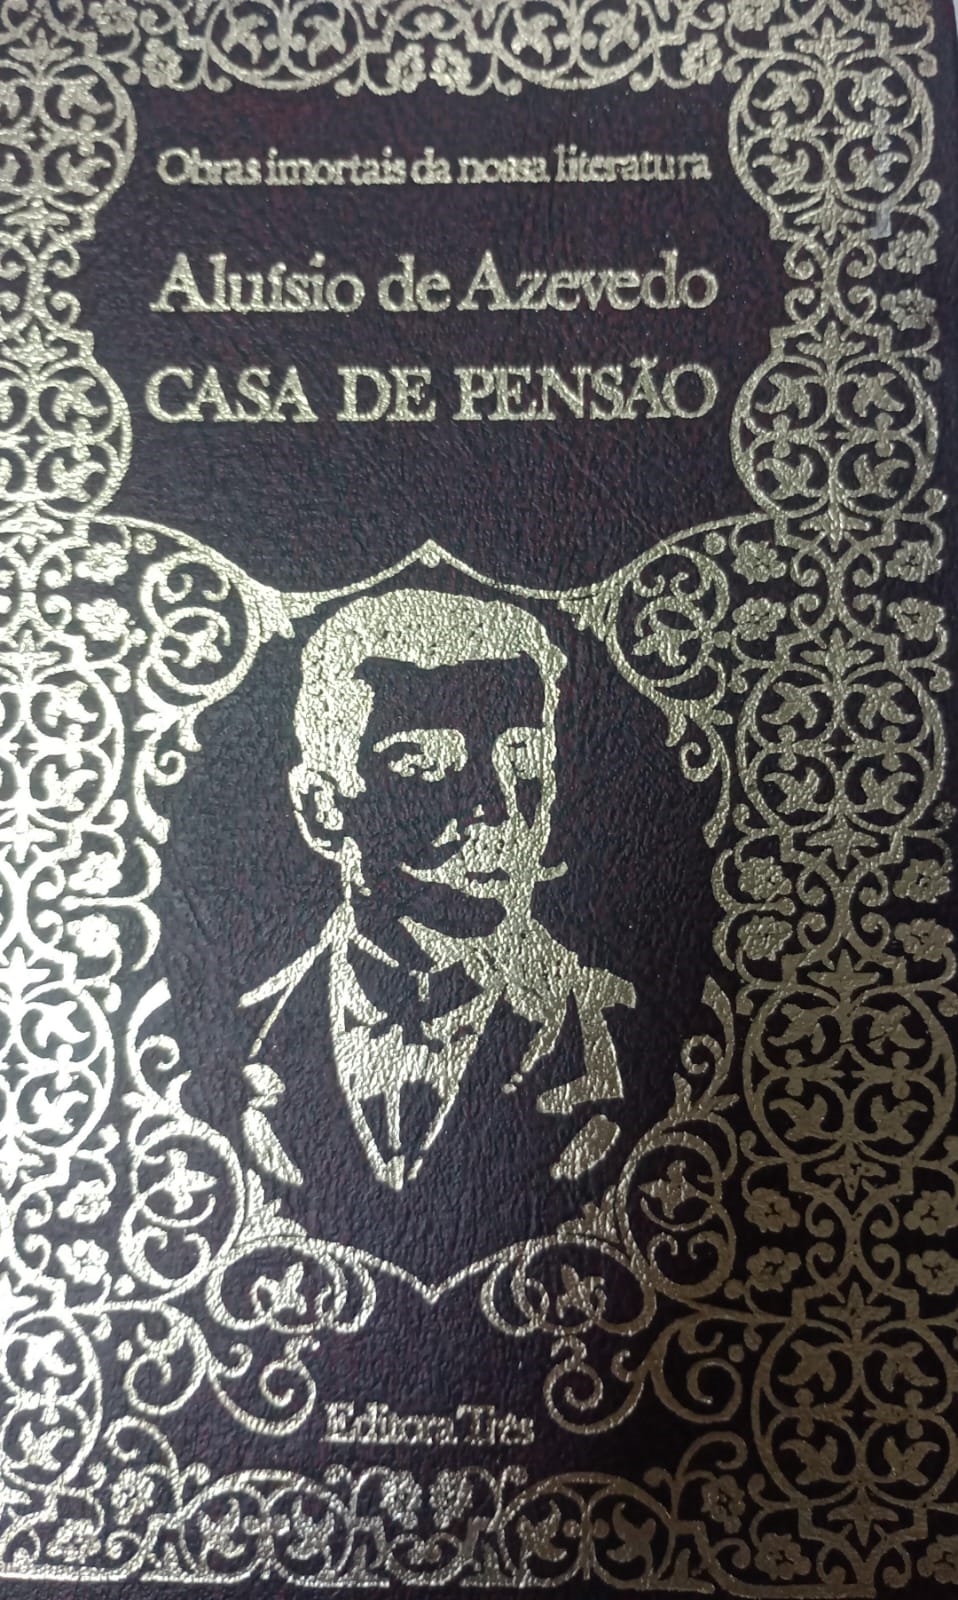 Obras imortais da nossa literatura
Aluísio de Azevedo
CASA DE PENSÃO
Editora Três